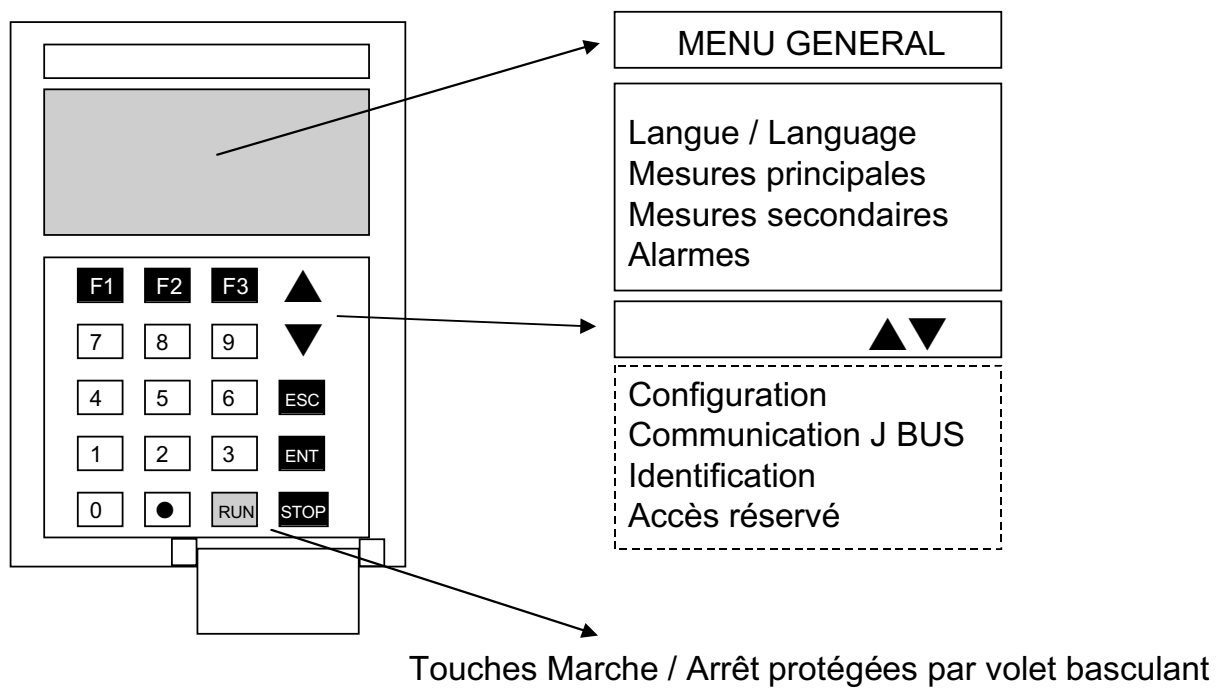 MENU GENERAL
Langue / Language
Mesures principales
Mesures secondaires
Alarmes
F1 F2 F3 ▲
7 8 9 ▼
4 5 6 ESC
1 2 3 ENT
0 ● RUN STOP
▲▼
Configuration
Communication J BUS
Identification
Accès réservé
Touches Marche / Arrêt protégées par volet basculant